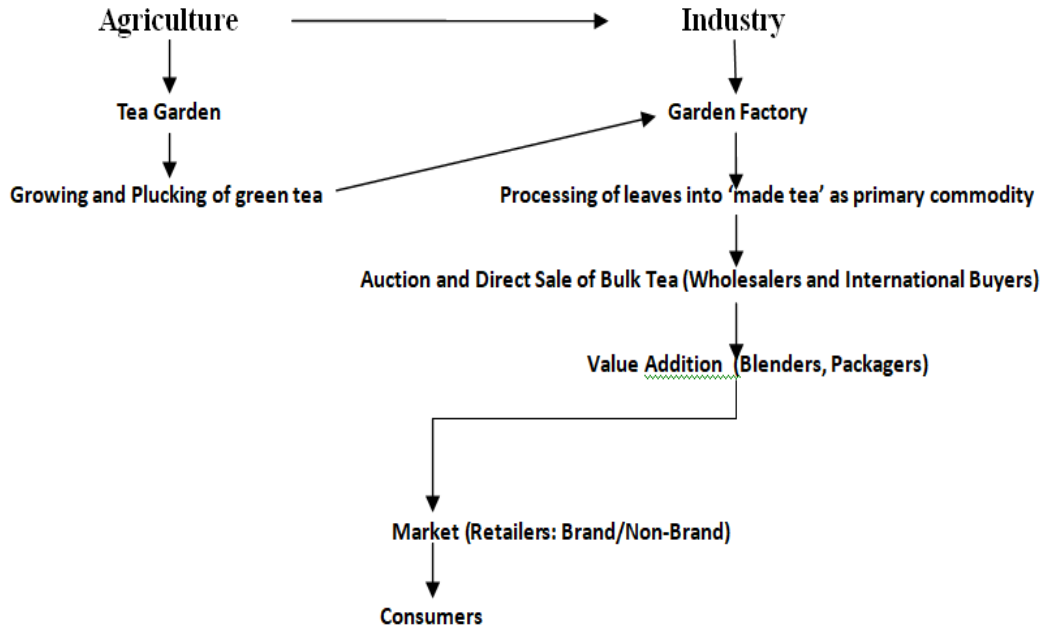 Agriculture
Industry
Tea Garden
Garden Factory
Growing and Plucking of green tea
Processing of leaves into ‘made tea’ as primary commodity
Auction and Direct Sale of Bulk Tea (Wholesalers and International Buyers)
Value Addition (Blenders, Packagers)
Market (Retailers: Brand/Non-Brand)
Consumers